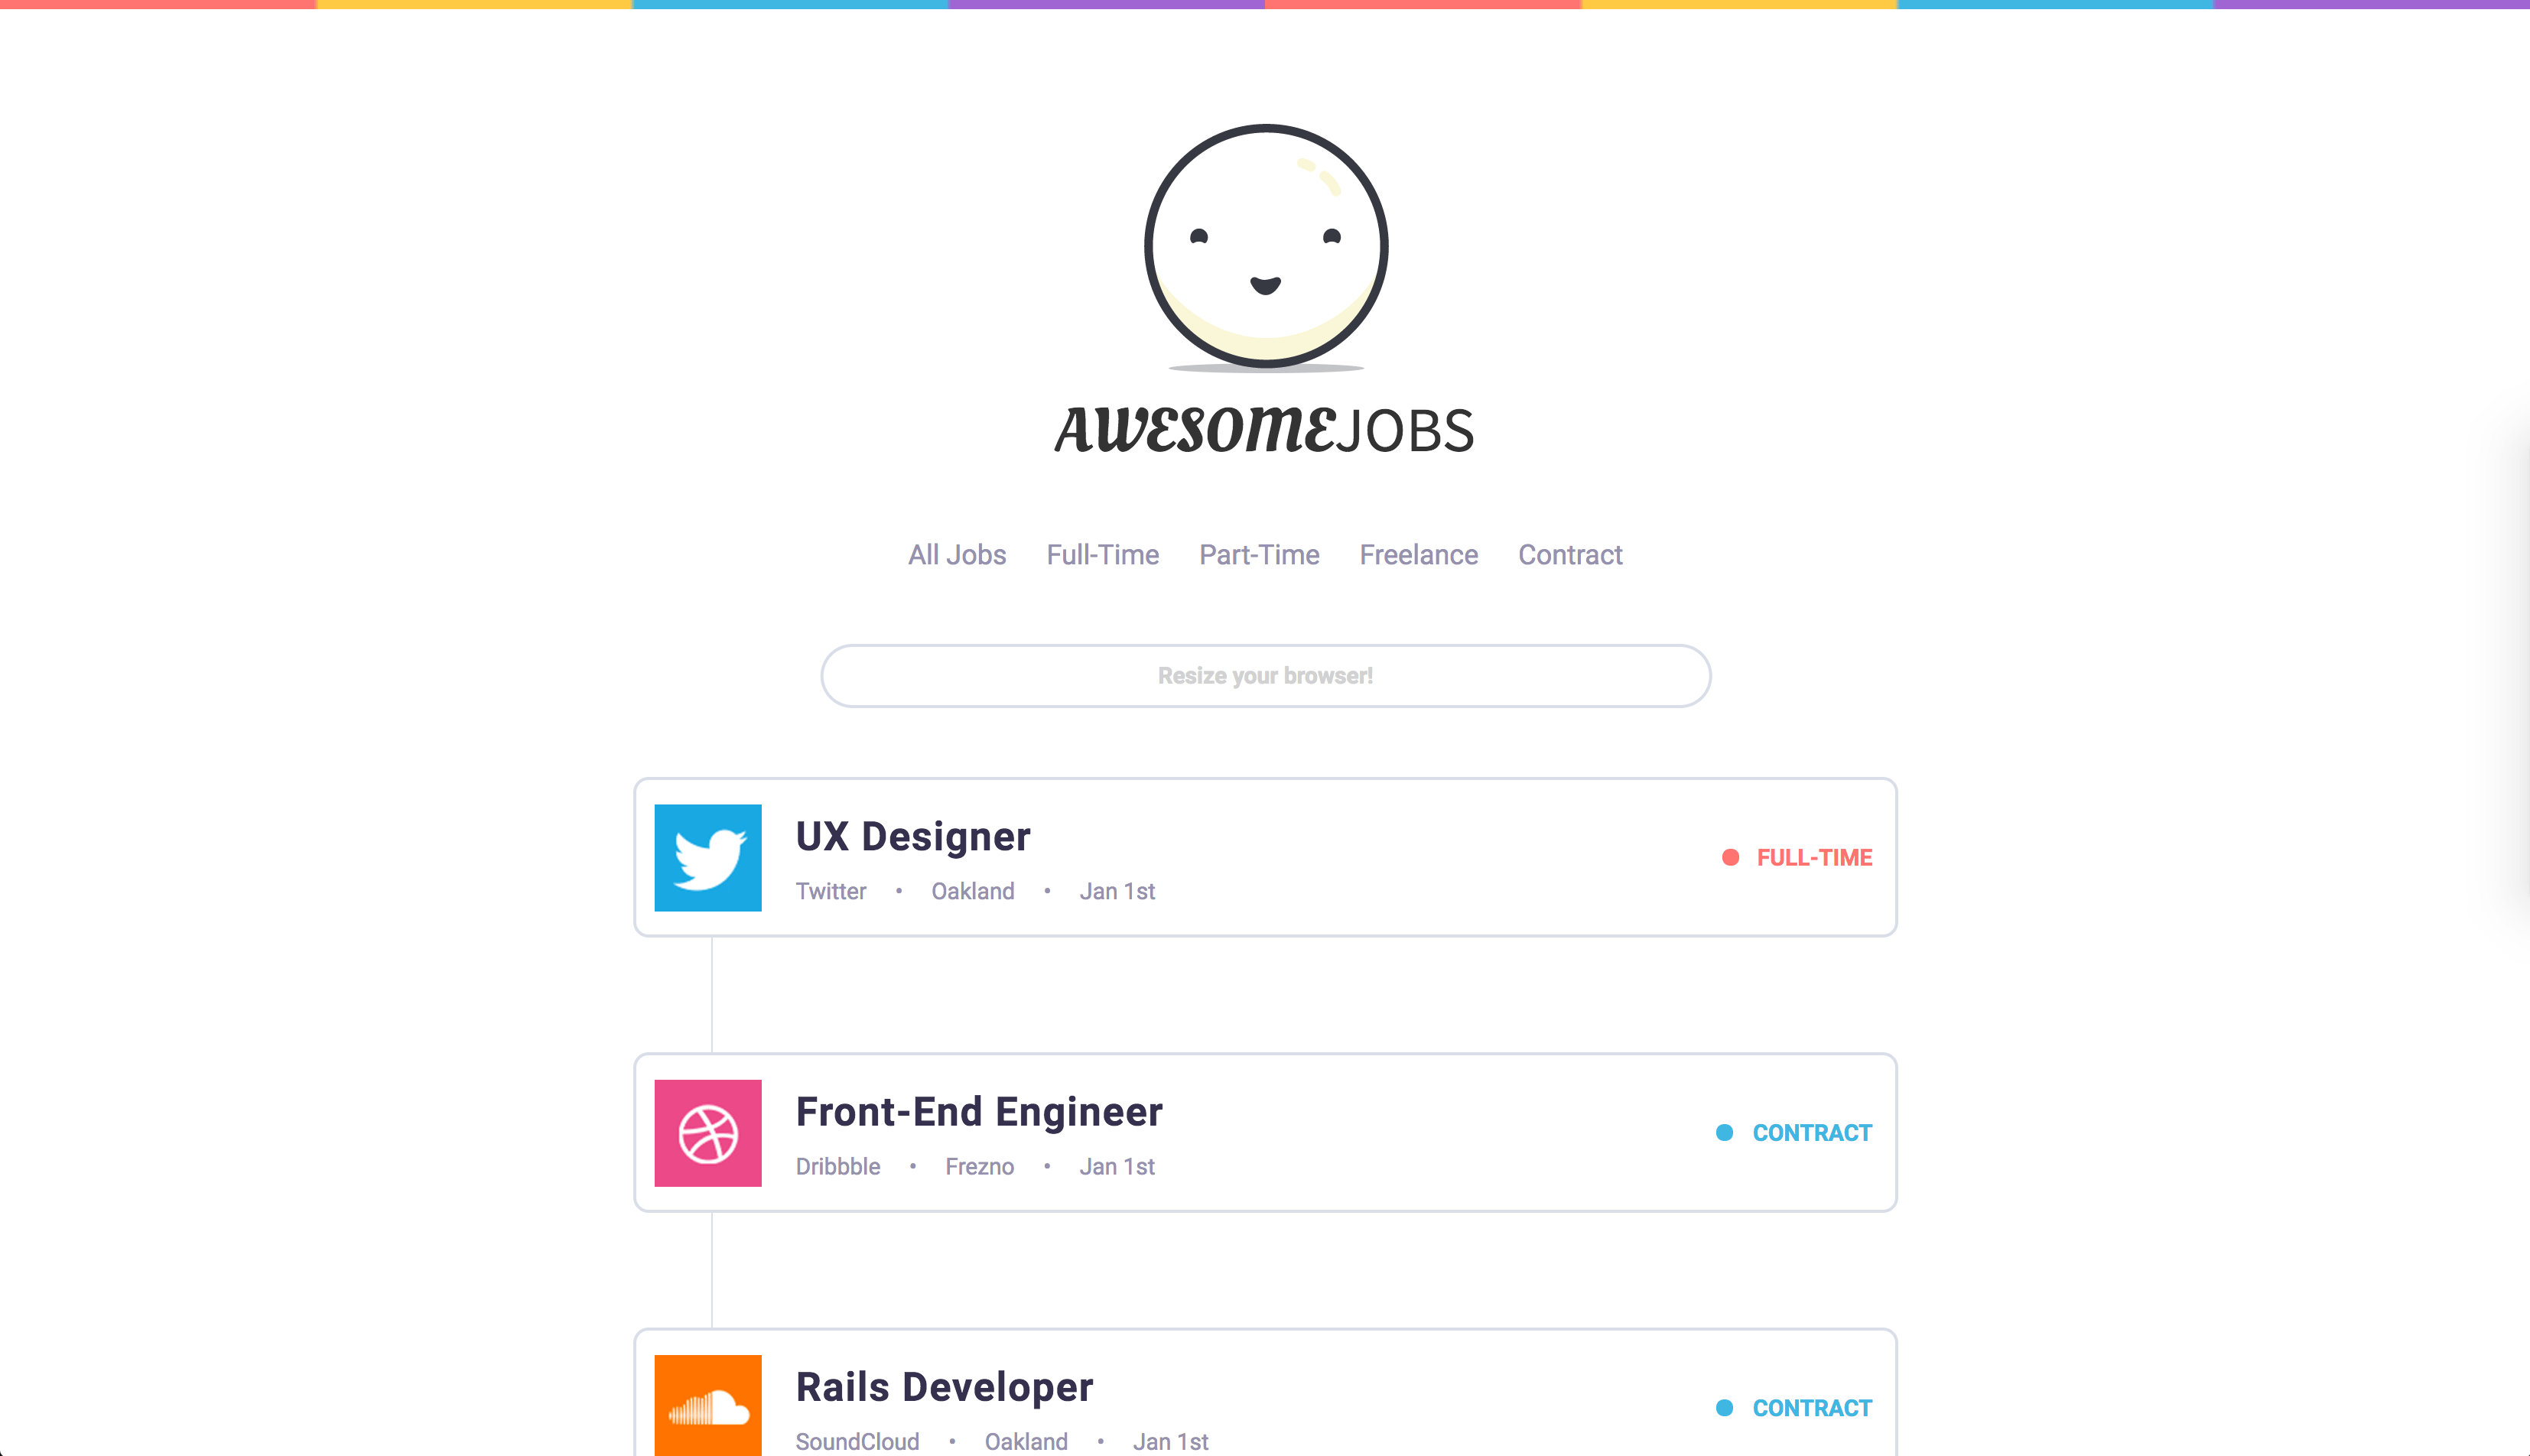 AWESOMEJOBS
All Jobs Full-Time Part-Time Freelance Contract
Resize your browser!
UX Designer
FULL-TIME
Twitter • Oakland • Jan 1st
Front-End Engineer
CONTRACT
Dribbble • Frezno • Jan 1st
Rails Developer
CONTRACT
SoundCloud • Oakland • Jan 1st